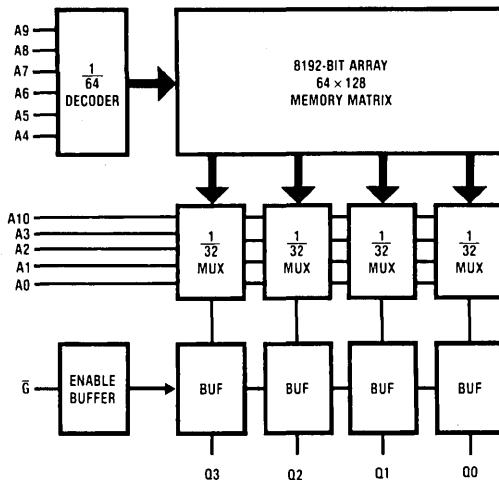 A9
A8
A7
A6
A5
A4
1
64
DECODER
8192-BIT ARRAY
64 × 128
MEMORY MATRIX
A10
A3
A2
A1
A0
1
32
MUX
1
32
MUX
1
32
MUX
1
32
MUX
G̅
ENABLE
BUFFER
BUF
BUF
BUF
BUF
Q3
Q2
Q1
Q0